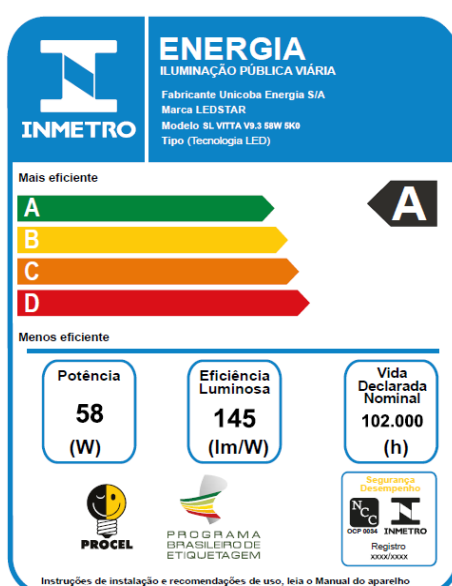 INMETRO
ENERGIA
ILUMINAÇÃO PÚBLICA VIÁRIA
Fabricante Unicoba Energia S/A
Marca LEDSTAR
Modelo SL VITTA V9.3 58W 5K0
Tipo (Tecnologia LED)
Mais eficiente
A
A
B
C
D
Menos eficiente
Potência
58
(W)
Eficiência
Luminosa
145
(lm/W)
Vida
Declarada
Nominal
102.000
(h)
PROCEL
PROGRAMA
BRASILEIRO DE
ETIQUETAGEM
Segurança
Desempenho
NCC
OCP 0034 INMETRO
Registro
xxxx/xxxx
Instruções de instalação e recomendações de uso, leia o Manual do aparelho